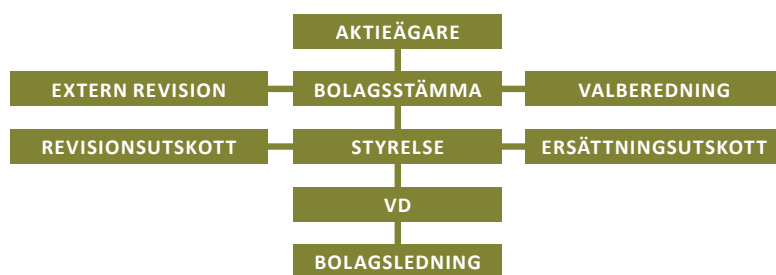 AKTIEÄGARE
EXTERN REVISION
BOLAGSSTÄMMA
VALBEREDNING
REVISIONSUTSKOTT
STYRELSE
ERSÄTTNINGSUTSKOTT
VD
BOLAGSLEDNING